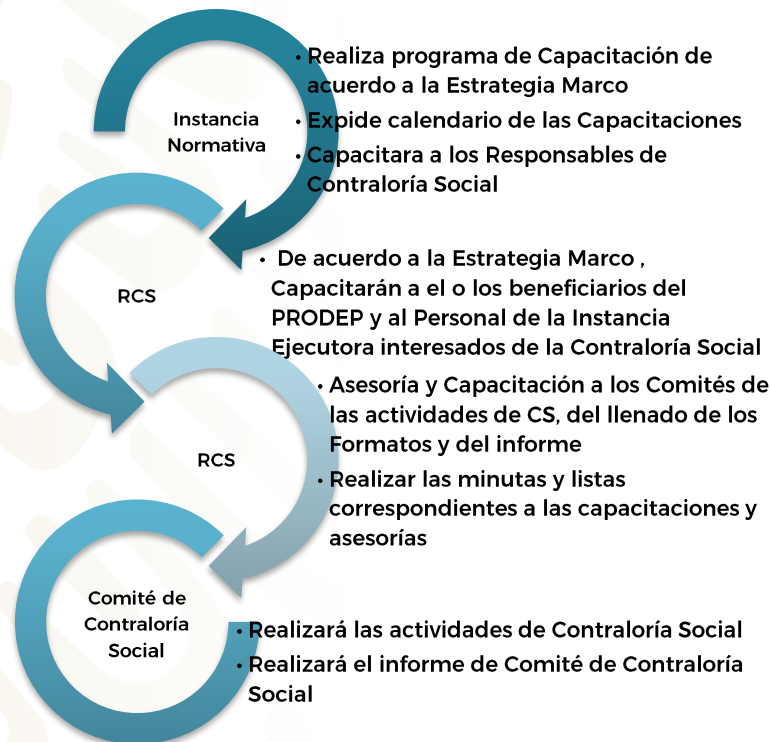 Instancia
Normativa
• Realiza programa de Capacitación de
acuerdo a la Estrategia Marco
• Expide calendario de las Capacitaciones
• Capacitara a los Responsables de
Contraloría Social
RCS
• De acuerdo a la Estrategia Marco ,
Capacitarán a el o los beneficiarios del
PRODEP y al Personal de la Instancia
Ejecutora interesados de la Contraloría Social
RCS
• Asesoría y Capacitación a los Comités de
las actividades de CS, del llenado de los
Formatos y del informe
• Realizar las minutas y listas
correspondientes a las capacitaciones y
asesorías
Comité de
Contraloría
Social
• Realizará las actividades de Contraloría Social
• Realizará el informe de Comité de Contraloría
Social